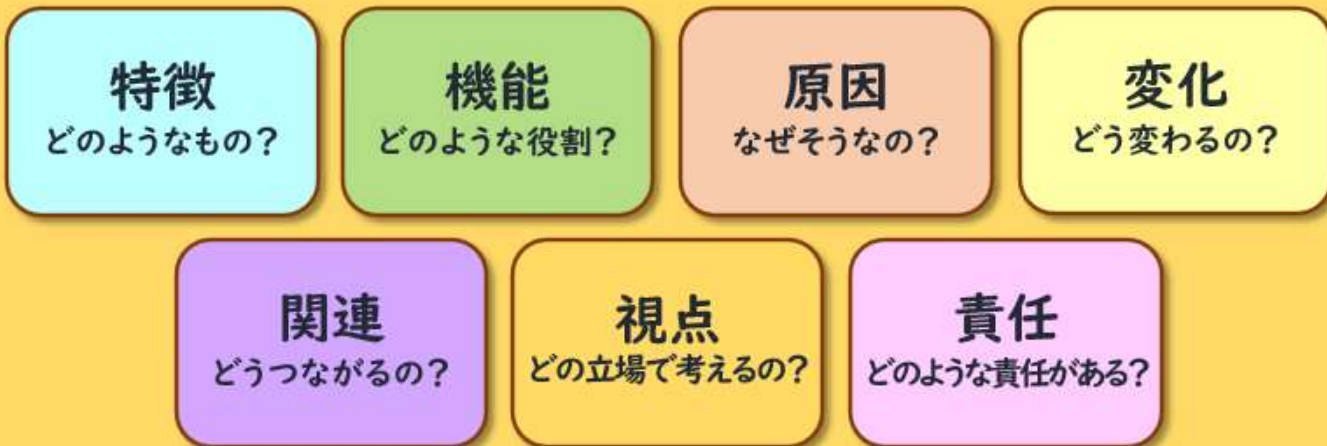 特徴
どのようなもの？
機能
どのような役割？
原因
なぜそうなの？
変化
どう変わるの？
関連
どうつながるの？
視点
どの立場で考えるの？
責任
どのような責任がある？